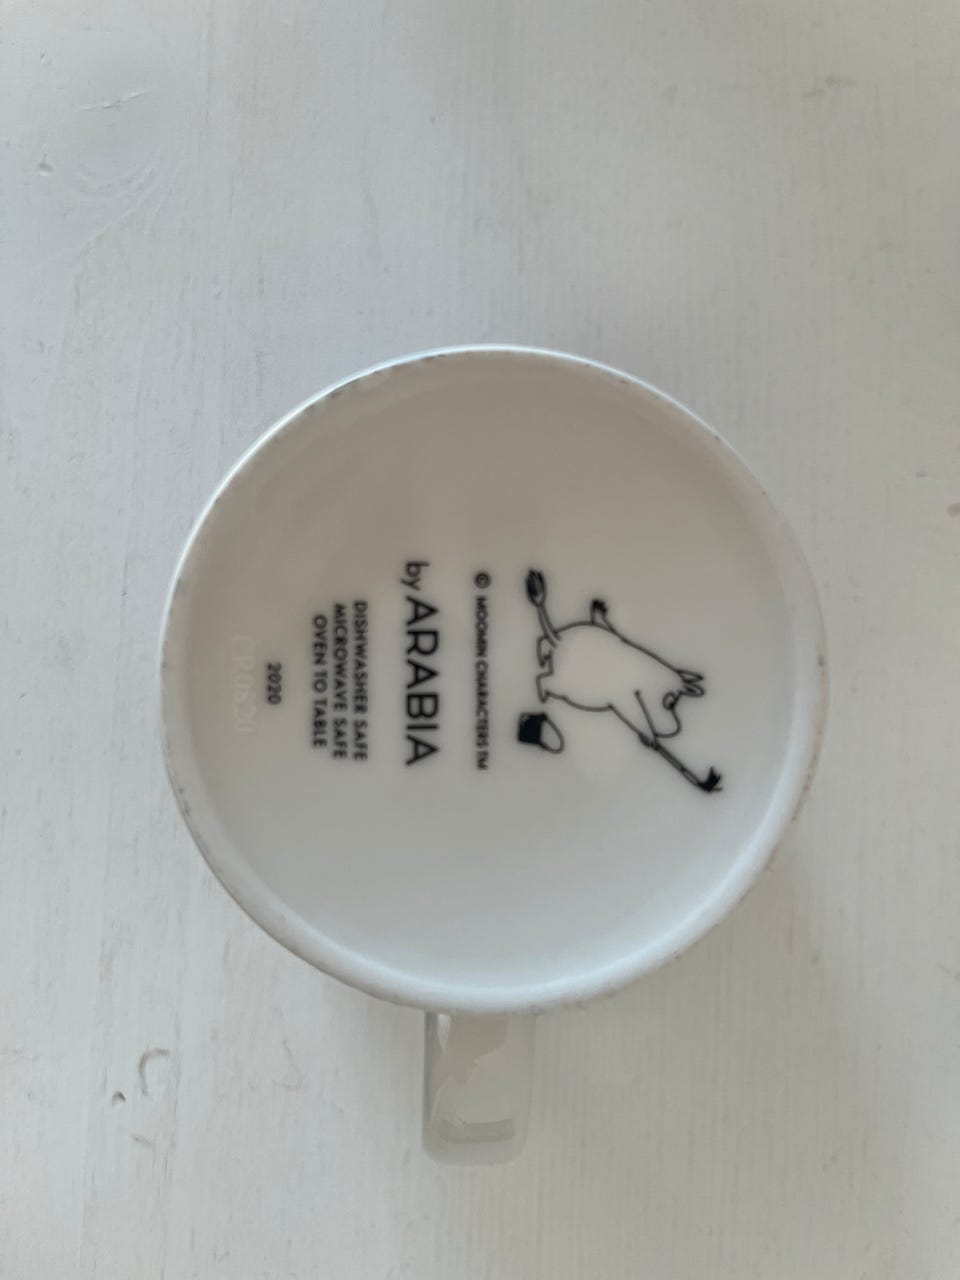 © MOOMIN CHARACTERS TM
by ARABIA
DISHWASHER SAFE
MICROWAVE SAFE
OVEN TO TABLE
2020